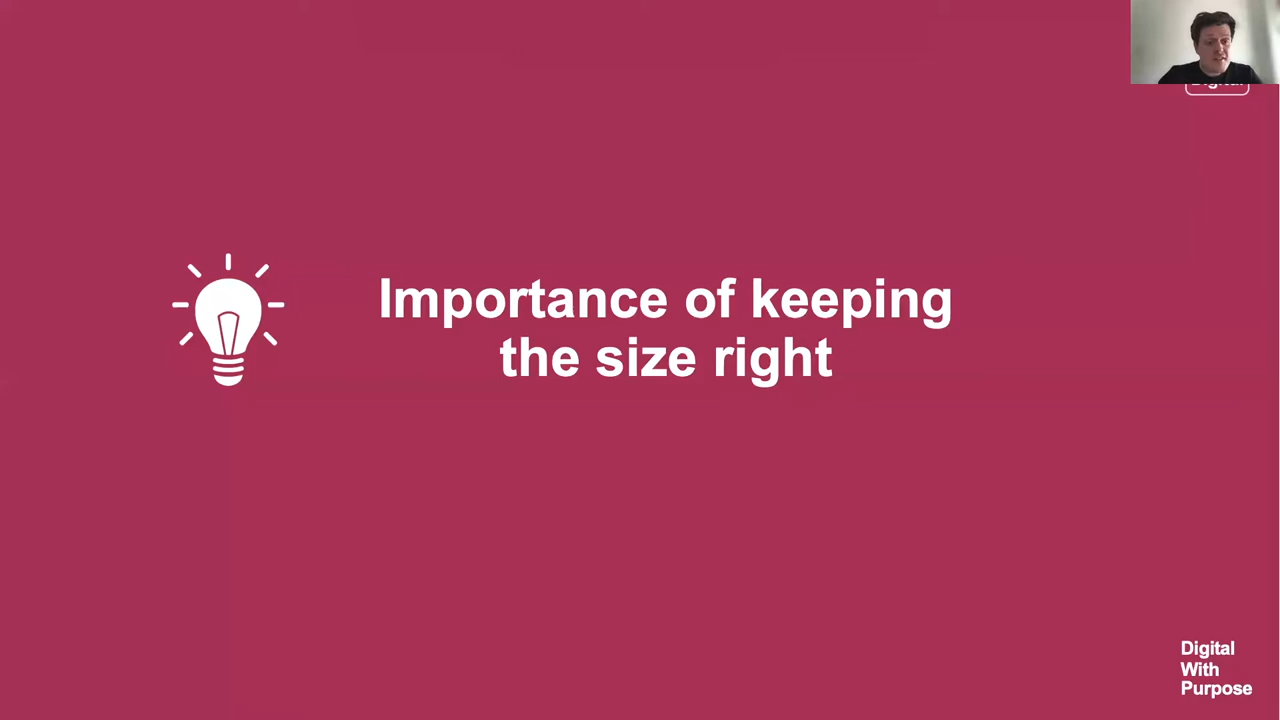 Importance of keeping
the size right
Digital
With
Purpose